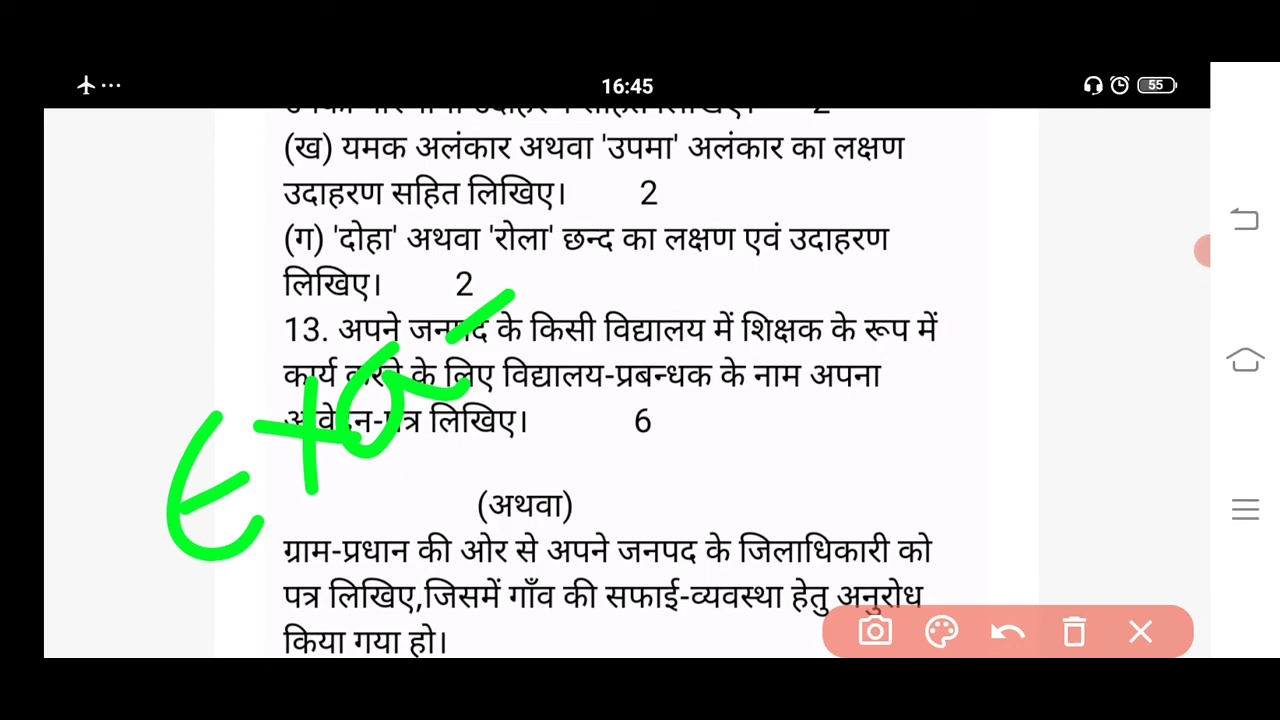 16:45
55
(ख) यमक अलंकार अथवा 'उपमा' अलंकार का लक्षण
उदाहरण सहित लिखिए। 2
(ग) 'दोहा' अथवा 'रोला' छन्द का लक्षण एवं उदाहरण
लिखिए। 2
13. अपने जनपद के किसी विद्यालय में शिक्षक के रूप में
कार्य करने के लिए विद्यालय-प्रबन्धक के नाम अपना
आवेदन-पत्र लिखिए। 6
Exa
(अथवा)
ग्राम-प्रधान की ओर से अपने जनपद के जिलाधिकारी को
पत्र लिखिए,जिसमें गाँव की सफाई-व्यवस्था हेतु अनुरोध
किया गया हो।